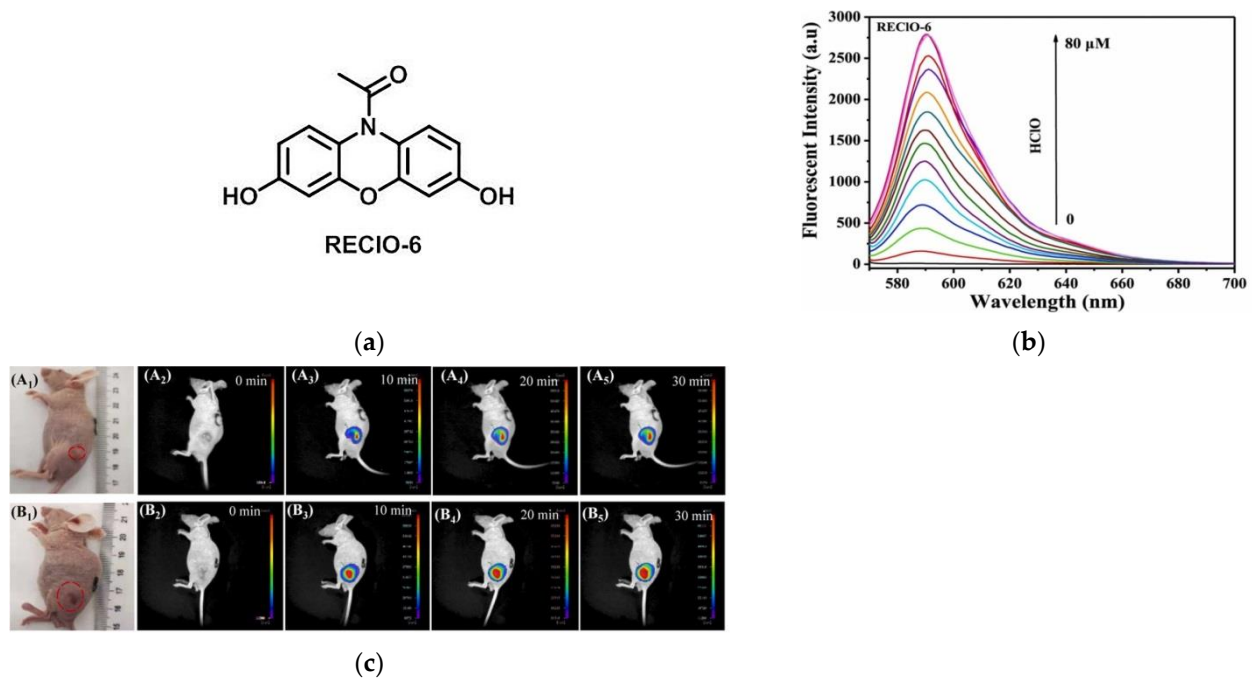 O
N
HO
O
OH
REClO-6
(a)
REClO-6
Fluorescent Intensity (a.u)
3000
2500
2000
1500
1000
500
0
80 μM
HClO
0
580
600
620
640
660
680
700
Wavelength (nm)
(b)
(A₁)
(A₂)
0 min
(A₃)
10 min
(A₄)
20 min
(A₅)
30 min
(B₁)
(B₂)
0 min
(B₃)
10 min
(B₄)
20 min
(B₅)
30 min
(c)